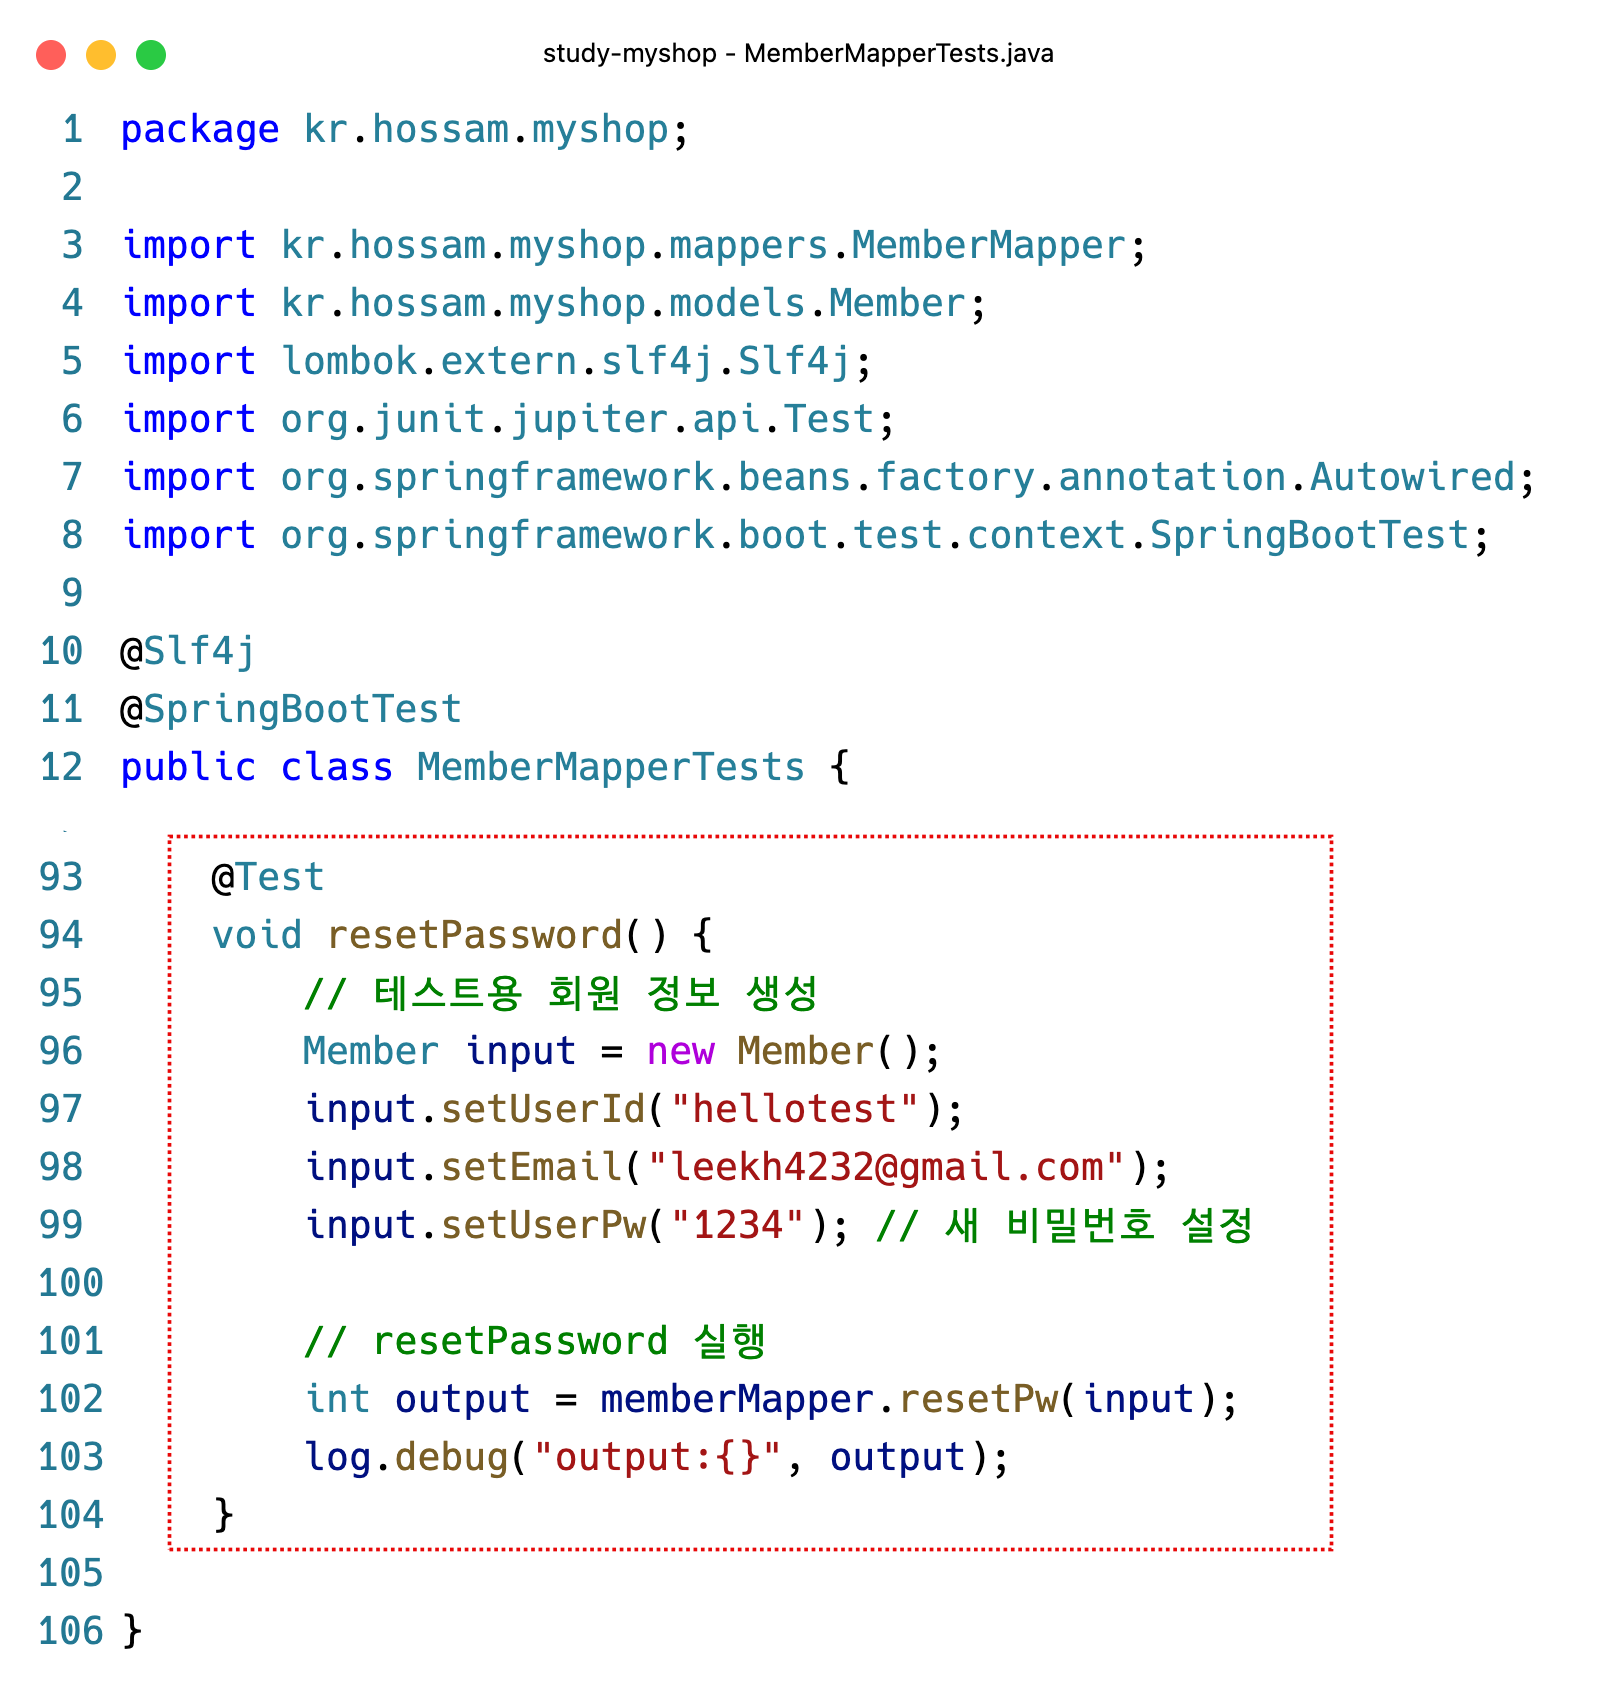 study-myshop - MemberMapperTests.java
1 package kr.hossam.myshop;
2
3 import kr.hossam.myshop.mappers.MemberMapper;
4 import kr.hossam.myshop.models.Member;
5 import lombok.extern.slf4j.Slf4j;
6 import org.junit.jupiter.api.Test;
7 import org.springframework.beans.factory.annotation.Autowired;
8 import org.springframework.boot.test.context.SpringBootTest;
9
10 @Slf4j
11 @SpringBootTest
12 public class MemberMapperTests {
93     @Test
94     void resetPassword() {
95         // 테스트용 회원 정보 생성
96         Member input = new Member();
97         input.setUserId("hellotest");
98         input.setEmail("leekh4232@gmail.com");
99         input.setUserPw("1234"); // 새 비밀번호 설정
100
101         // resetPassword 실행
102         int output = memberMapper.resetPw(input);
103         log.debug("output:{}", output);
104     }
105
106 }